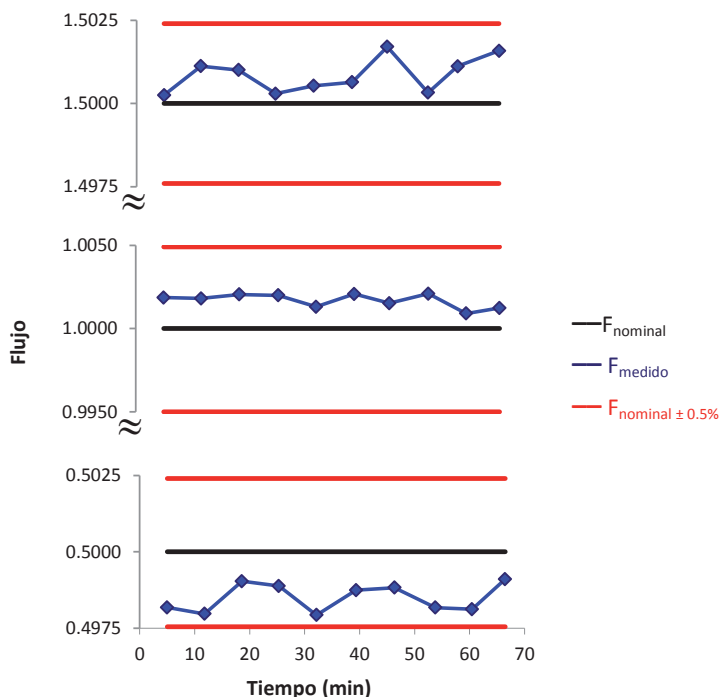 1.5025
1.5000
1.4975
≈
1.0050
1.0000
0.9950
≈
0.5025
0.5000
0.4975
0 10 20 30 40 50 60 70
Tiempo (min)
Flujo
Fnominal
Fmedido
Fnominal ± 0.5%